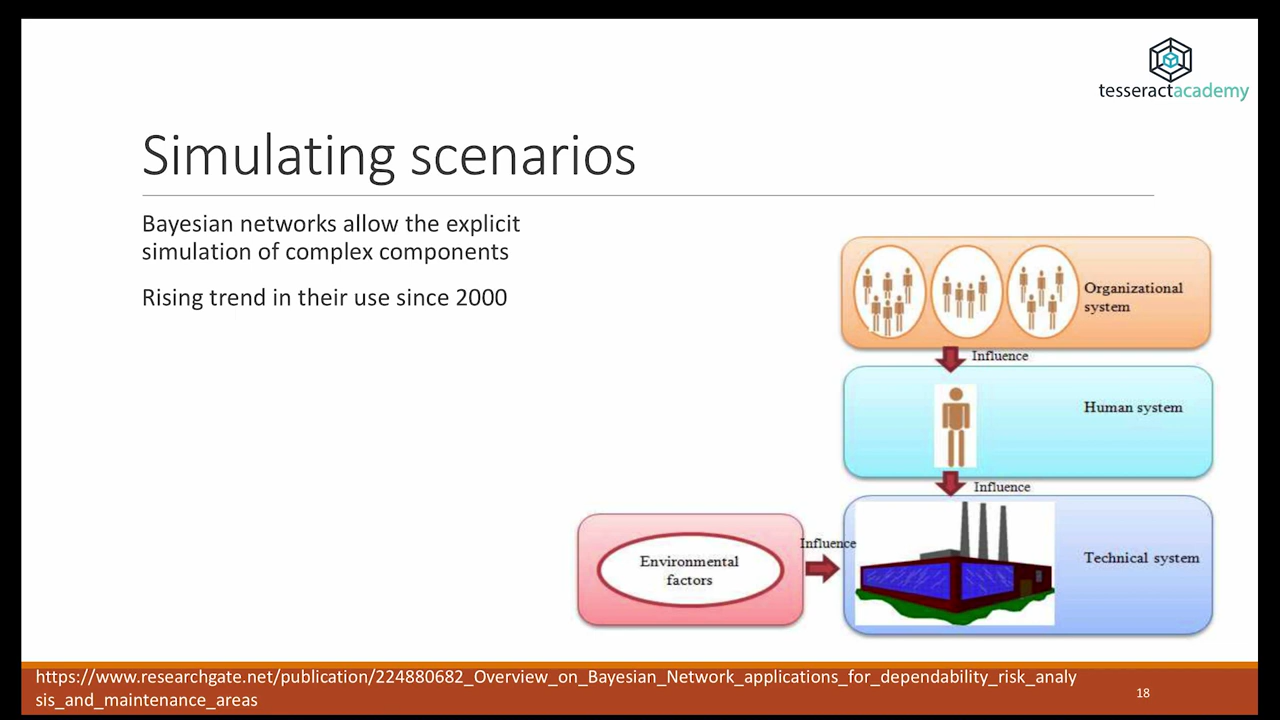 tesseractacademy
Simulating scenarios
Bayesian networks allow the explicit
simulation of complex components
Rising trend in their use since 2000
Organizational
system
Influence
Human system
Influence
Environmental
factors
Influence
Technical system
https://www.researchgate.net/publication/224880682_Overview_on_Bayesian_Network_applications_for_dependability_risk_analy
sis_and_maintenance_areas
18